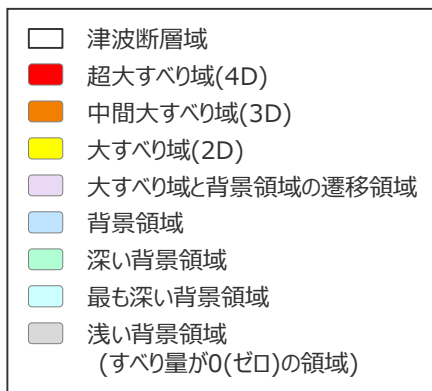 津波断層域
超大すべり域(4D)
中間大すべり域(3D)
大すべり域(2D)
大すべり域と背景領域の遷移領域
背景領域
深い背景領域
最も深い背景領域
浅い背景領域
(すべり量が0(ゼロ)の領域)